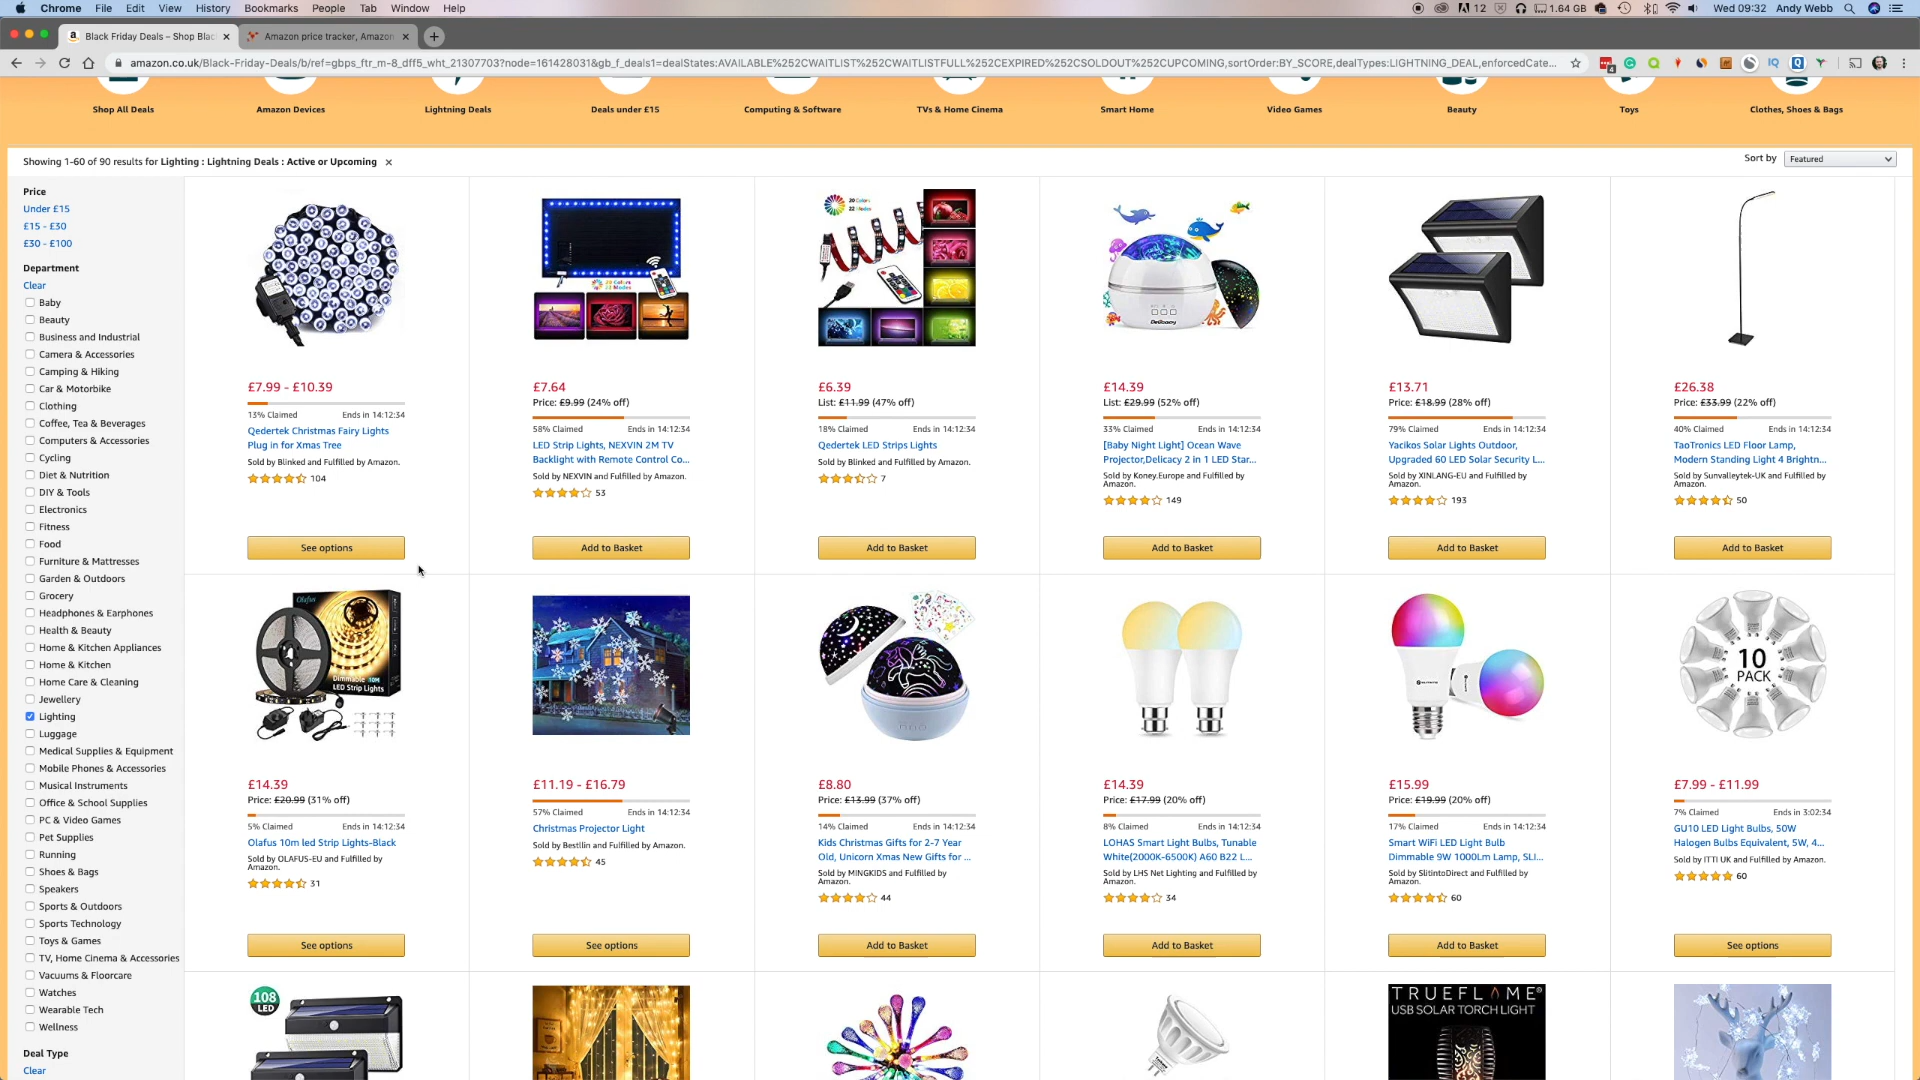 Chrome File Edit View History Bookmarks People Tab Window Help
12 1.64 GB Wed 09:32 Andy Webb
Black Friday Deals – Shop Blac
Amazon price tracker, Amazon
amazon.co.uk/Black-Friday-Deals/b/ref=gbps_ftr_m-8_dff5_wht_21307703?node=161428031&gb_f_deals1=dealStates:AVAILABLE%252CWAITLIST%252CWAITLISTFULL%252CEXPIRED%252CSOLDOUT%252CUPCOMING,sortOrder:BY_SCORE,dealTypes:LIGHTNING_DEAL,enforcedCate...
Shop All Deals
Amazon Devices
Lightning Deals
Deals under £15
Computing & Software
TVs & Home Cinema
Smart Home
Video Games
Beauty
Toys
Clothes, Shoes & Bags
Showing 1-60 of 90 results for Lighting : Lightning Deals : Active or Upcoming
Sort by Featured
Price
Under £15
£15 - £30
£30 - £100
Department
Clear
Baby
Beauty
Business and Industrial
Camera & Accessories
Camping & Hiking
Car & Motorbike
Clothing
Coffee, Tea & Beverages
Computers & Accessories
Cycling
Diet & Nutrition
DIY & Tools
Electronics
Fitness
Food
Furniture & Mattresses
Garden & Outdoors
Grocery
Headphones & Earphones
Health & Beauty
Home & Kitchen Appliances
Home & Kitchen
Home Care & Cleaning
Jewellery
Lighting
Luggage
Medical Supplies & Equipment
Mobile Phones & Accessories
Musical Instruments
Office & School Supplies
PC & Video Games
Pet Supplies
Running
Shoes & Bags
Speakers
Sports & Outdoors
Sports Technology
Toys & Games
TV, Home Cinema & Accessories
Vacuums & Floorcare
Watches
Wearable Tech
Wellness
Deal Type
Clear
£7.99 - £10.39
13% Claimed Ends in 14:12:34
Qedertek Christmas Fairy Lights
Plug in for Xmas Tree
Sold by Blinked and Fulfilled by Amazon.
104
See options
20 Colors
22 Modes
£7.64
Price: £9.99 (24% off)
58% Claimed Ends in 14:12:34
LED Strip Lights, NEXVIN 2M TV
Backlight with Remote Control Co...
Sold by NEXVIN and Fulfilled by Amazon.
53
Add to Basket
20 Colors
22 Modes
£6.39
List: £11.99 (47% off)
18% Claimed Ends in 14:12:34
Qedertek LED Strips Lights
Sold by Blinked and Fulfilled by Amazon.
7
Add to Basket
Delicacy
£14.39
List: £29.99 (52% off)
33% Claimed Ends in 14:12:34
[Baby Night Light] Ocean Wave
Projector,Delicacy 2 in 1 LED Star...
Sold by Koney.Europe and Fulfilled by
Amazon.
149
Add to Basket
£13.71
Price: £18.99 (28% off)
79% Claimed Ends in 14:12:34
Yacikos Solar Lights Outdoor,
Upgraded 60 LED Solar Security L...
Sold by XINLANG-EU and Fulfilled by
Amazon.
193
Add to Basket
£26.38
Price: £33.99 (22% off)
40% Claimed Ends in 14:12:34
TaoTronics LED Floor Lamp,
Modern Standing Light 4 Brightn...
Sold by Sunvalleytek-UK and Fulfilled by
Amazon.
50
Add to Basket
Olafus
Dimmable 10M
LED Strip Lights
£14.39
Price: £20.99 (31% off)
5% Claimed Ends in 14:12:34
Olafus 10m led Strip Lights-Black
Sold by OLAFUS-EU and Fulfilled by
Amazon.
31
See options
£11.19 - £16.79
57% Claimed Ends in 14:12:34
Christmas Projector Light
Sold by Bestllin and Fulfilled by Amazon.
45
See options
£8.80
Price: £13.99 (37% off)
14% Claimed Ends in 14:12:34
Kids Christmas Gifts for 2-7 Year
Old, Unicorn Xmas New Gifts for ...
Sold by MINGKIDS and Fulfilled by
Amazon.
44
Add to Basket
£14.39
Price: £17.99 (20% off)
8% Claimed Ends in 14:12:34
LOHAS Smart Light Bulbs, Tunable
White(2000K-6500K) A60 B22 L...
Sold by LHS Net Lighting and Fulfilled by
Amazon.
34
Add to Basket
£15.99
Price: £19.99 (20% off)
17% Claimed Ends in 14:12:34
Smart WiFi LED Light Bulb
Dimmable 9W 1000Lm Lamp, SLI...
Sold by SlitintoDirect and Fulfilled by
Amazon.
60
Add to Basket
10
PACK
£7.99 - £11.99
7% Claimed Ends in 3:02:34
GU10 LED Light Bulbs, 50W
Halogen Bulbs Equivalent, 5W, 4...
Sold by ITTI UK and Fulfilled by Amazon.
60
See options
108
LED
TRUEFLAME®
USB SOLAR TORCH LIGHT